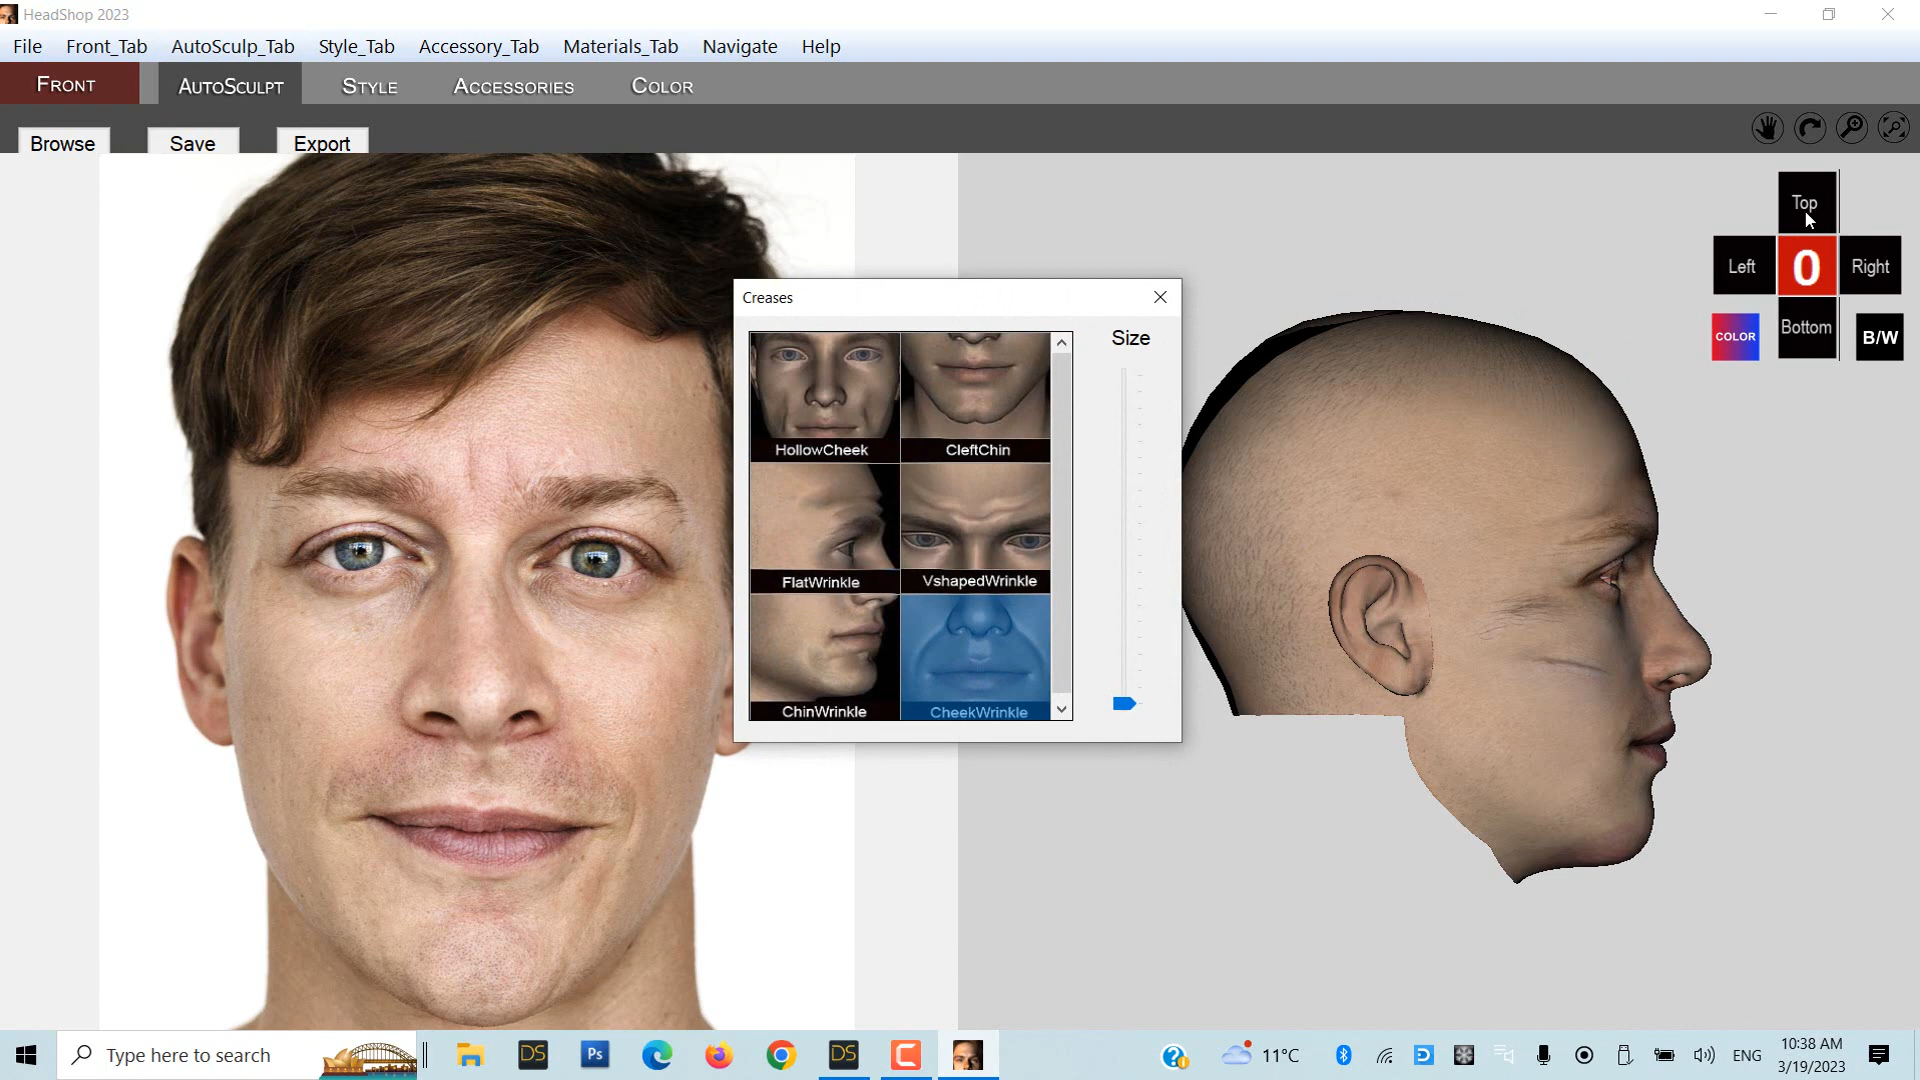 HeadShop 2023
File Front_Tab AutoSculp_Tab Style_Tab Accessory_Tab Materials_Tab Navigate Help
Front AutoSculpt Style Accessories Color
Browse Save Export
Top
Left 0 Right
Bottom
COLOR B/W
Creases
Size
HollowCheek CleftChin
FlatWrinkle VshapedWrinkle
ChinWrinkle CheekWrinkle
Type here to search
DS Ps DS
11°C
ENG
10:38 AM
3/19/2023